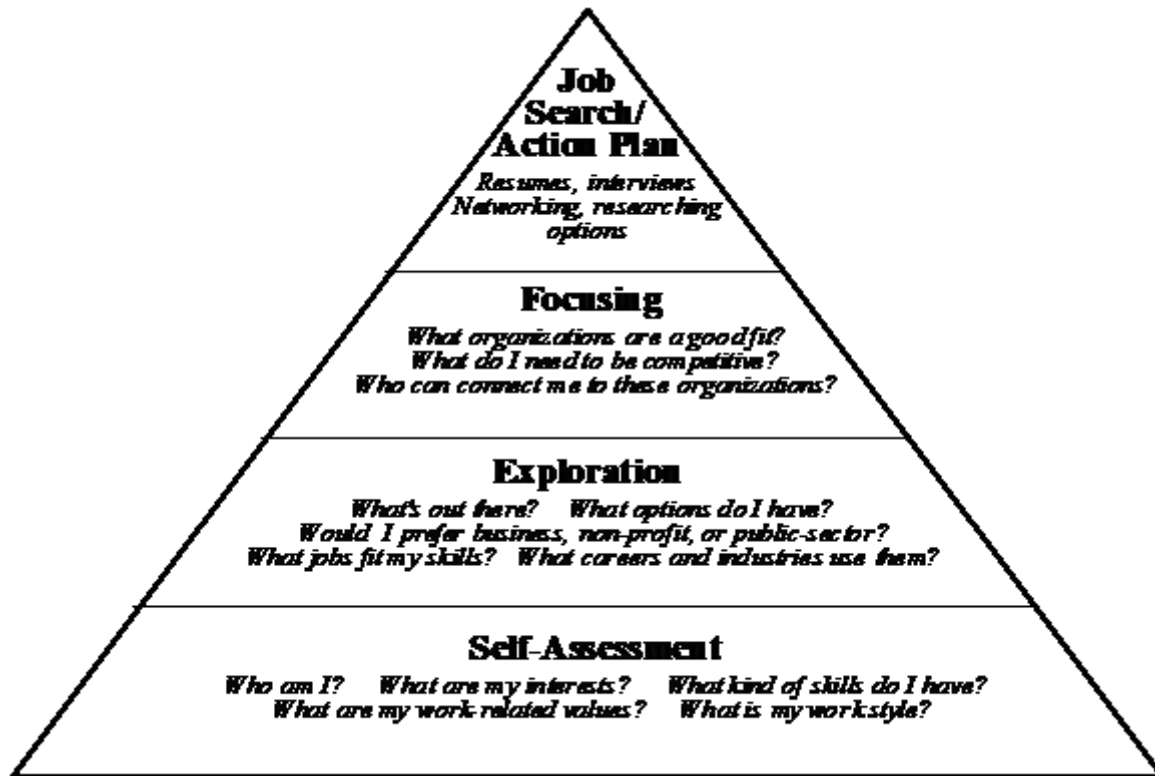 Job
Search/
Action Plan
Resumes, interviews
Networking, researching
options
Focusing
What organizations are a good fit?
What do I need to be competitive?
Who can connect me to these organizations?
Exploration
What's out there? What options do I have?
Would I prefer business, non-profit, or public-sector?
What jobs fit my skills? What careers and industries use them?
Self-Assessment
Who am I? What are my interests? What kind of skills do I have?
What are my work-related values? What is my work style?